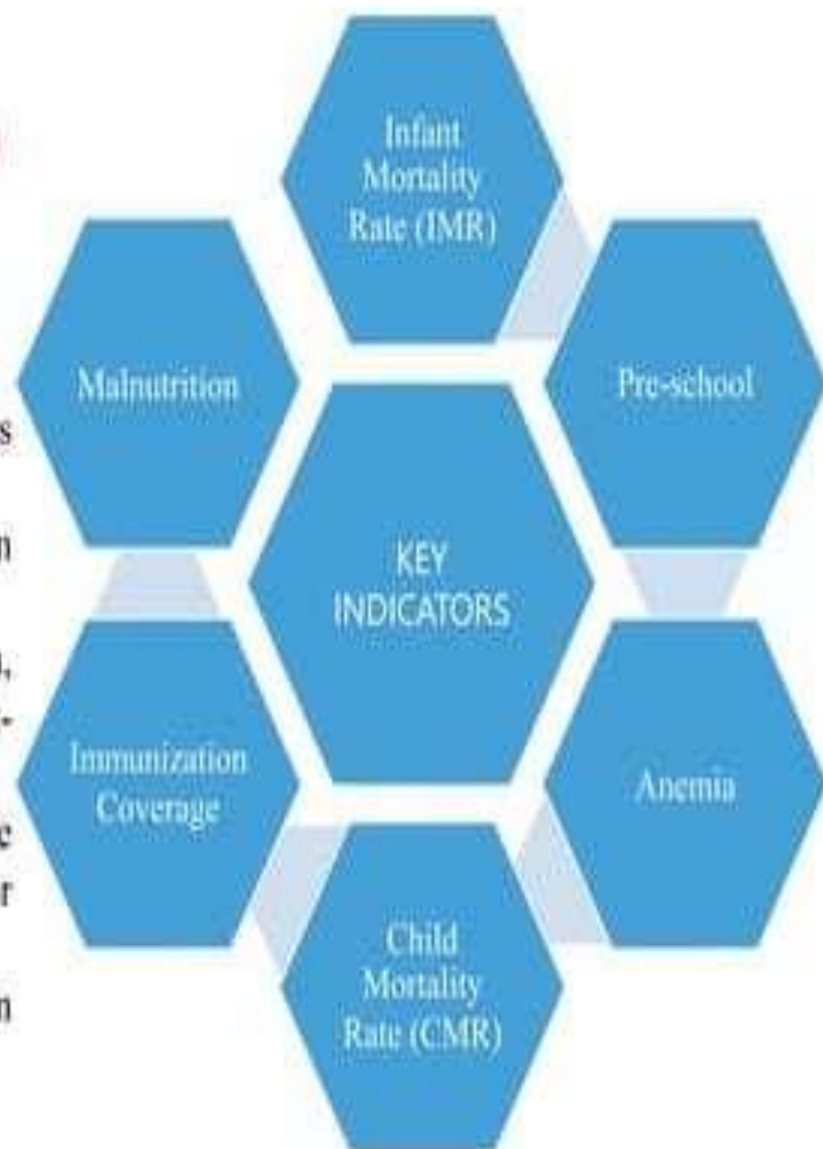 Infant
Mortality
Rate (IMR)
Malnutrition
Pre-school
KEY
INDICATORS
Immunization
Coverage
Anemia
Child
Mortality
Rate (CMR)